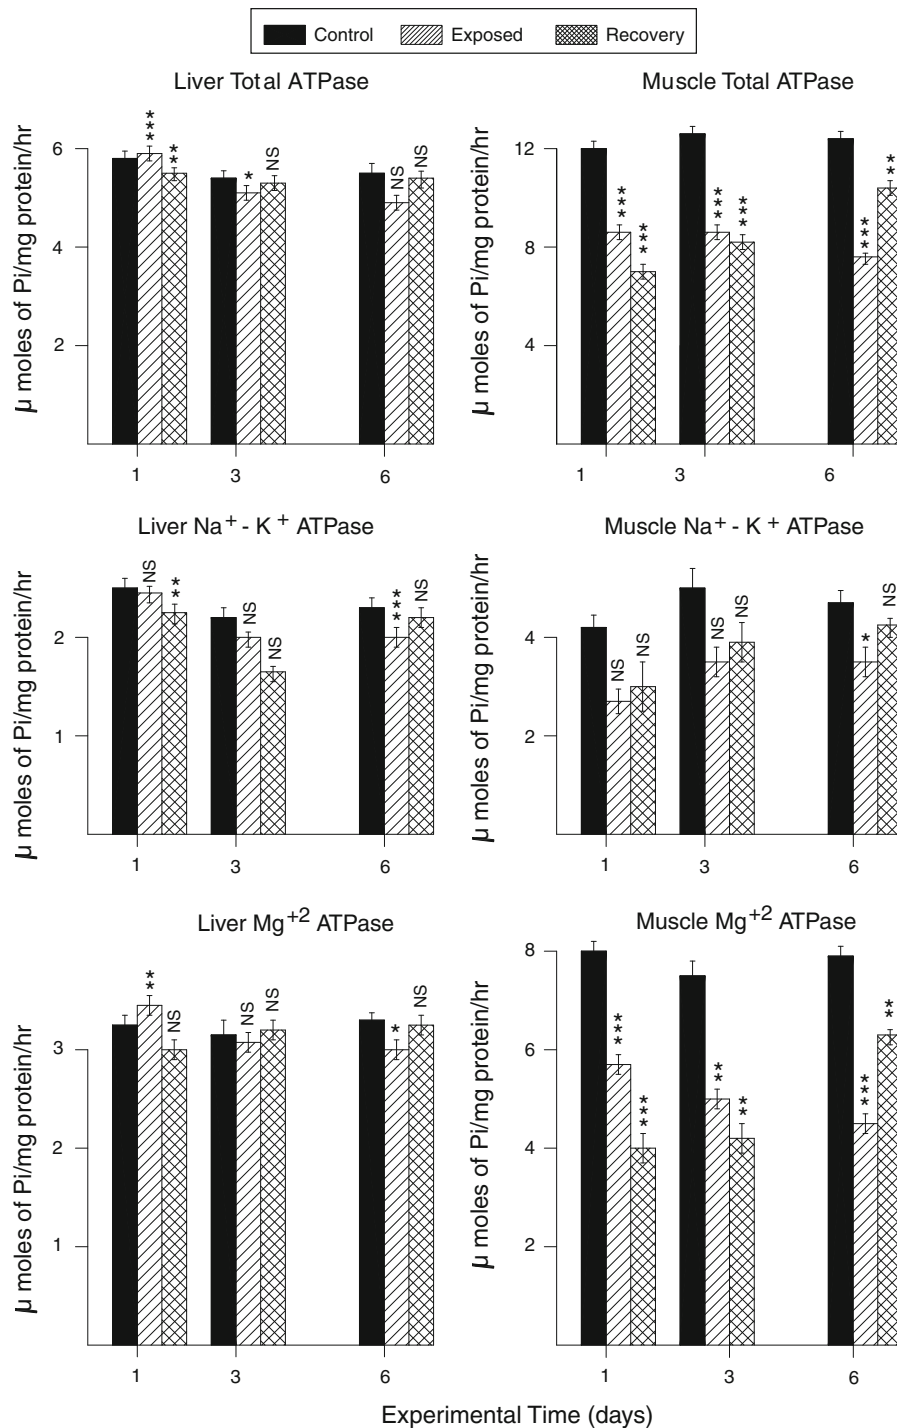 Control Exposed Recovery
Liver Total ATPase
μ moles of Pi/mg protein/hr
6
4
2
***
**
*
NS
NS
NS
1 3 6
Muscle Total ATPase
μ moles of Pi/mg protein/hr
12
8
4
***
***
***
***
***
**
1 3 6
Liver Na+ - K + ATPase
μ moles of Pi/mg protein/hr
2
1
NS
**
NS
NS
***
NS
1 3 6
Muscle Na+ - K+ ATPase
μ moles of Pi/mg protein/hr
4
2
NS
NS
NS
NS
*
NS
1 3 6
Liver Mg+2 ATPase
μ moles of Pi/mg protein/hr
3
2
1
**
NS
NS
NS
*
NS
1 3 6
Muscle Mg+2 ATPase
μ moles of Pi/mg protein/hr
8
6
4
2
***
***
**
**
***
**
1 3 6
Experimental Time (days)